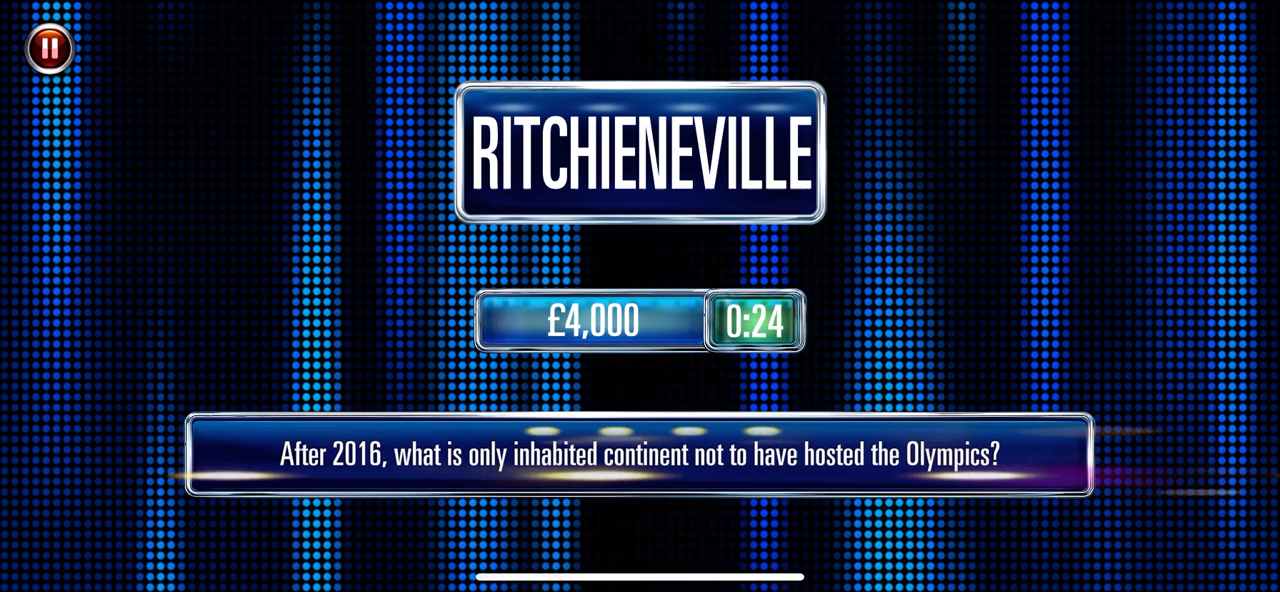 RITCHIENEVILLE
£4,000
0:24
After 2016, what is only inhabited continent not to have hosted the Olympics?